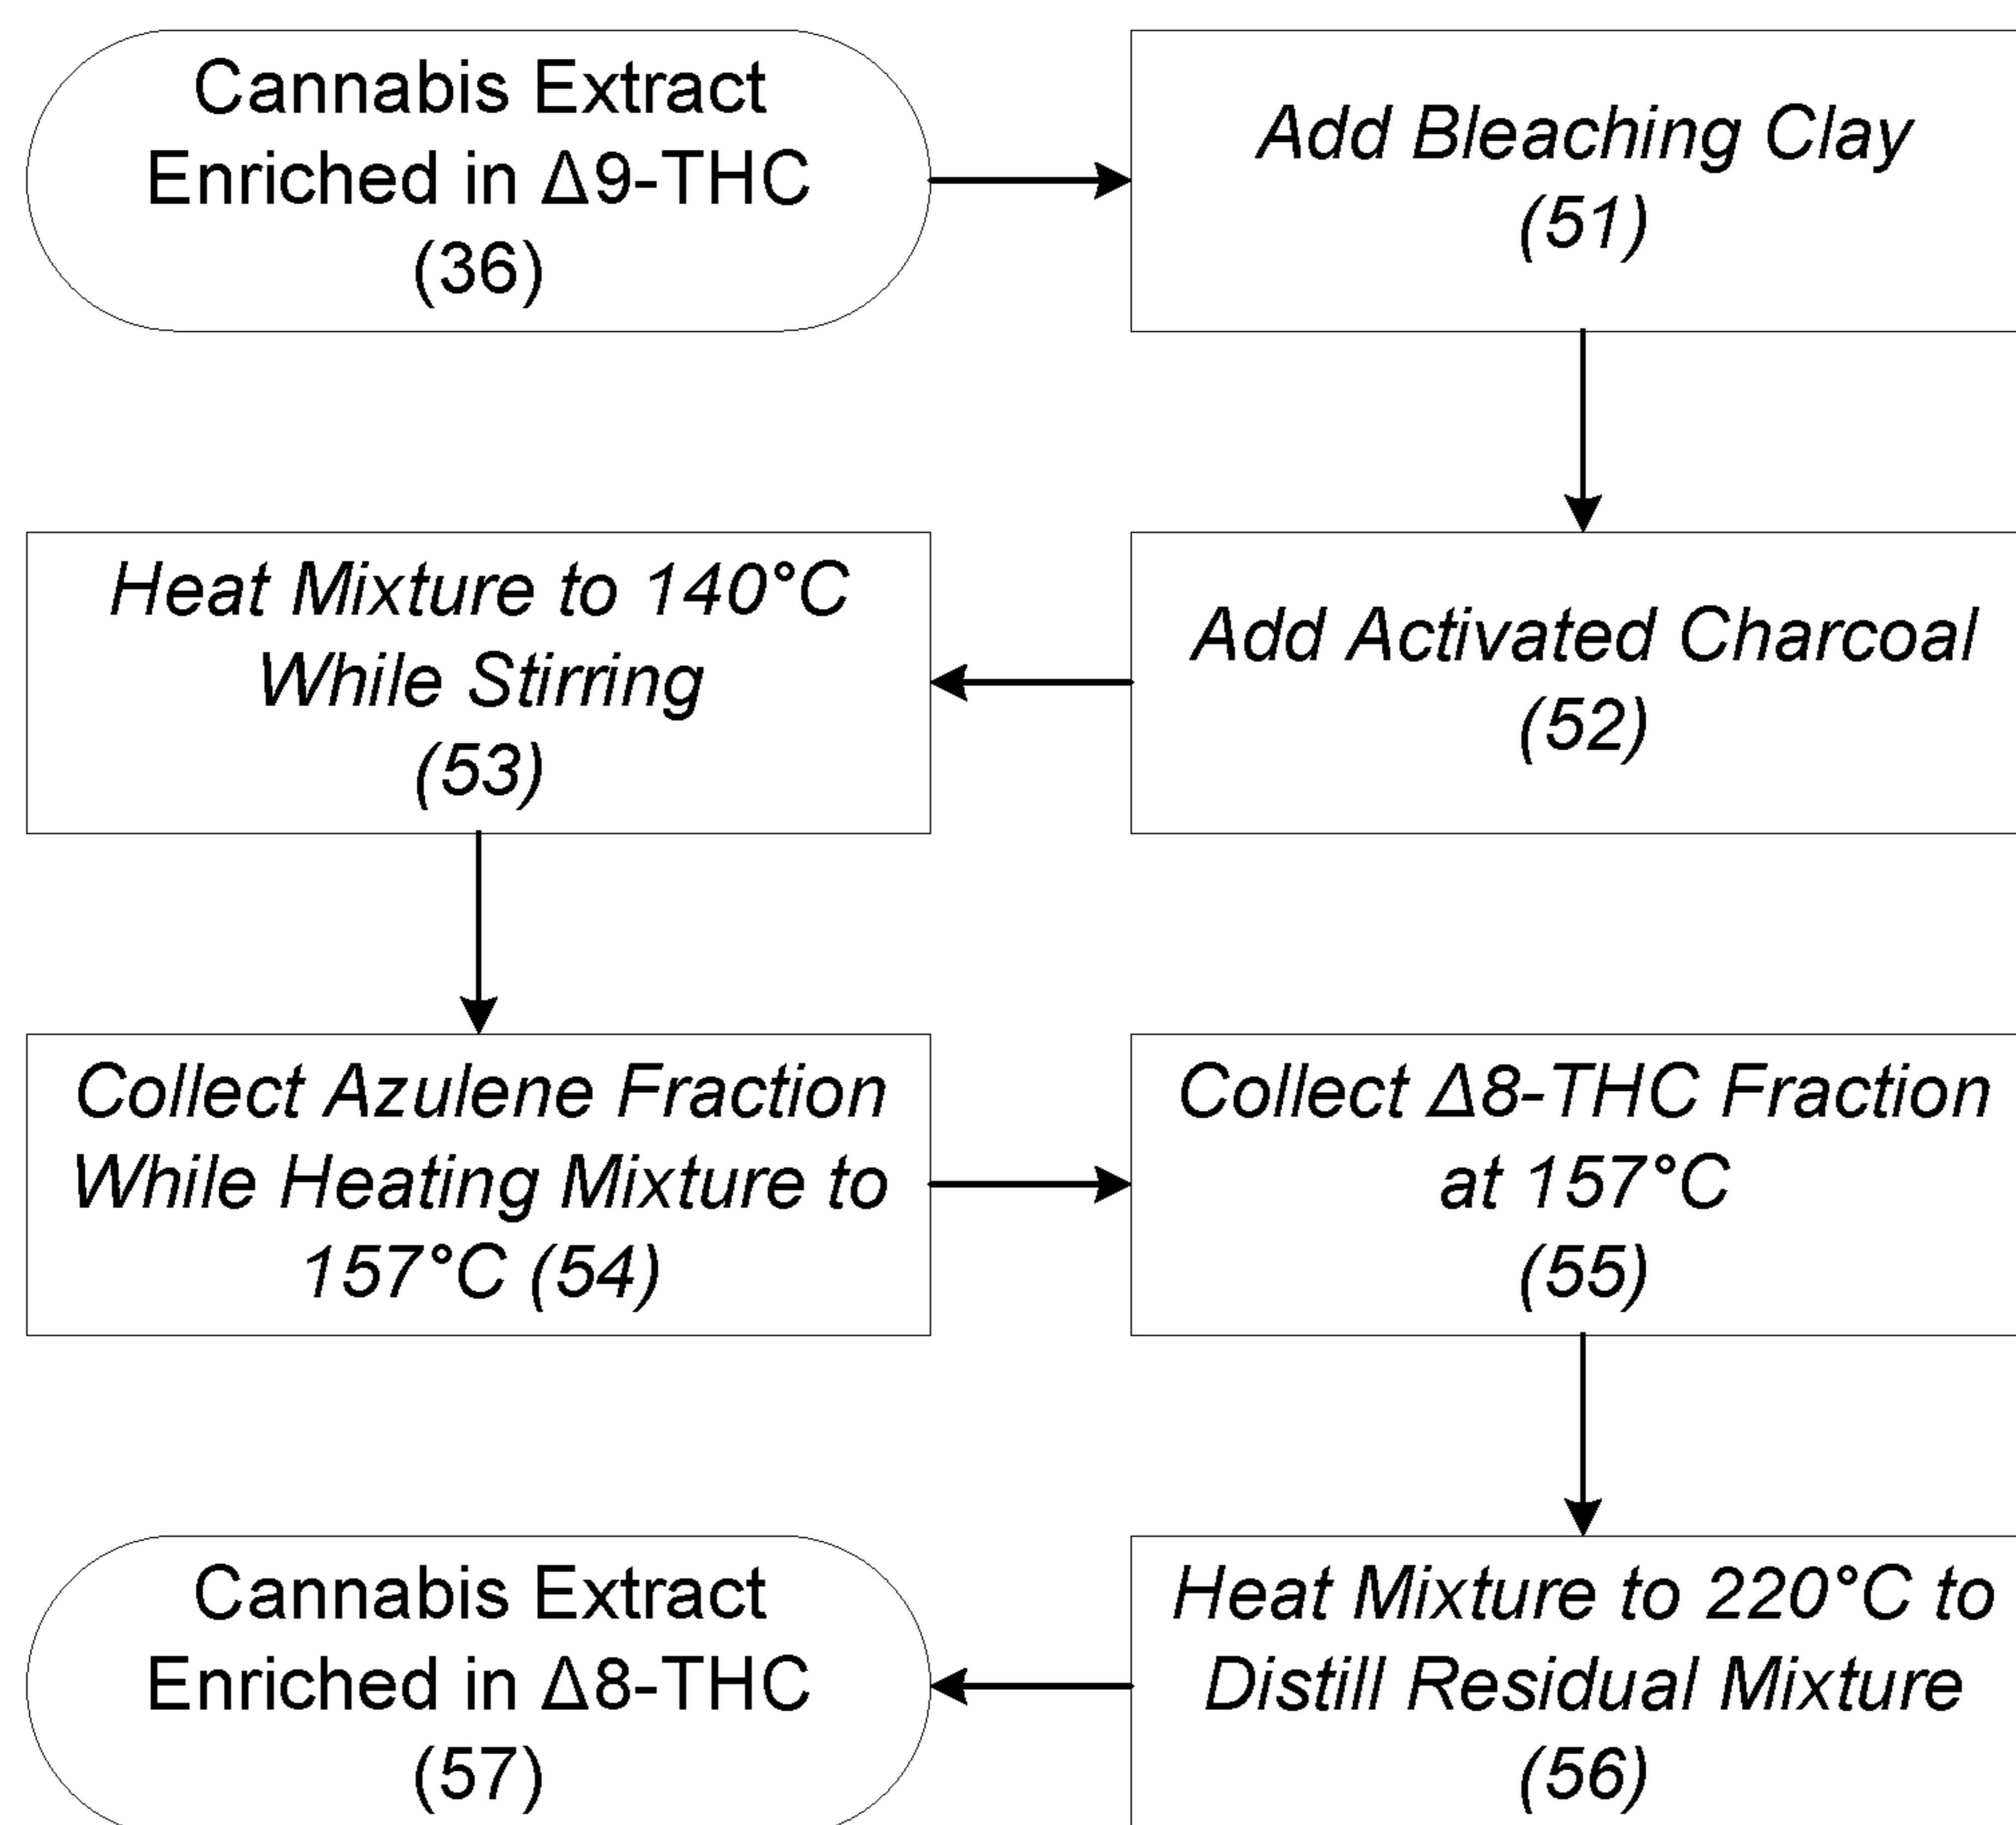 Cannabis Extract
Enriched in Δ9-THC
(36)
Add Bleaching Clay
(51)
Add Activated Charcoal
(52)
Heat Mixture to 140°C
While Stirring
(53)
Collect Azulene Fraction
While Heating Mixture to
157°C (54)
Collect Δ8-THC Fraction
at 157°C
(55)
Heat Mixture to 220°C to
Distill Residual Mixture
(56)
Cannabis Extract
Enriched in Δ8-THC
(57)